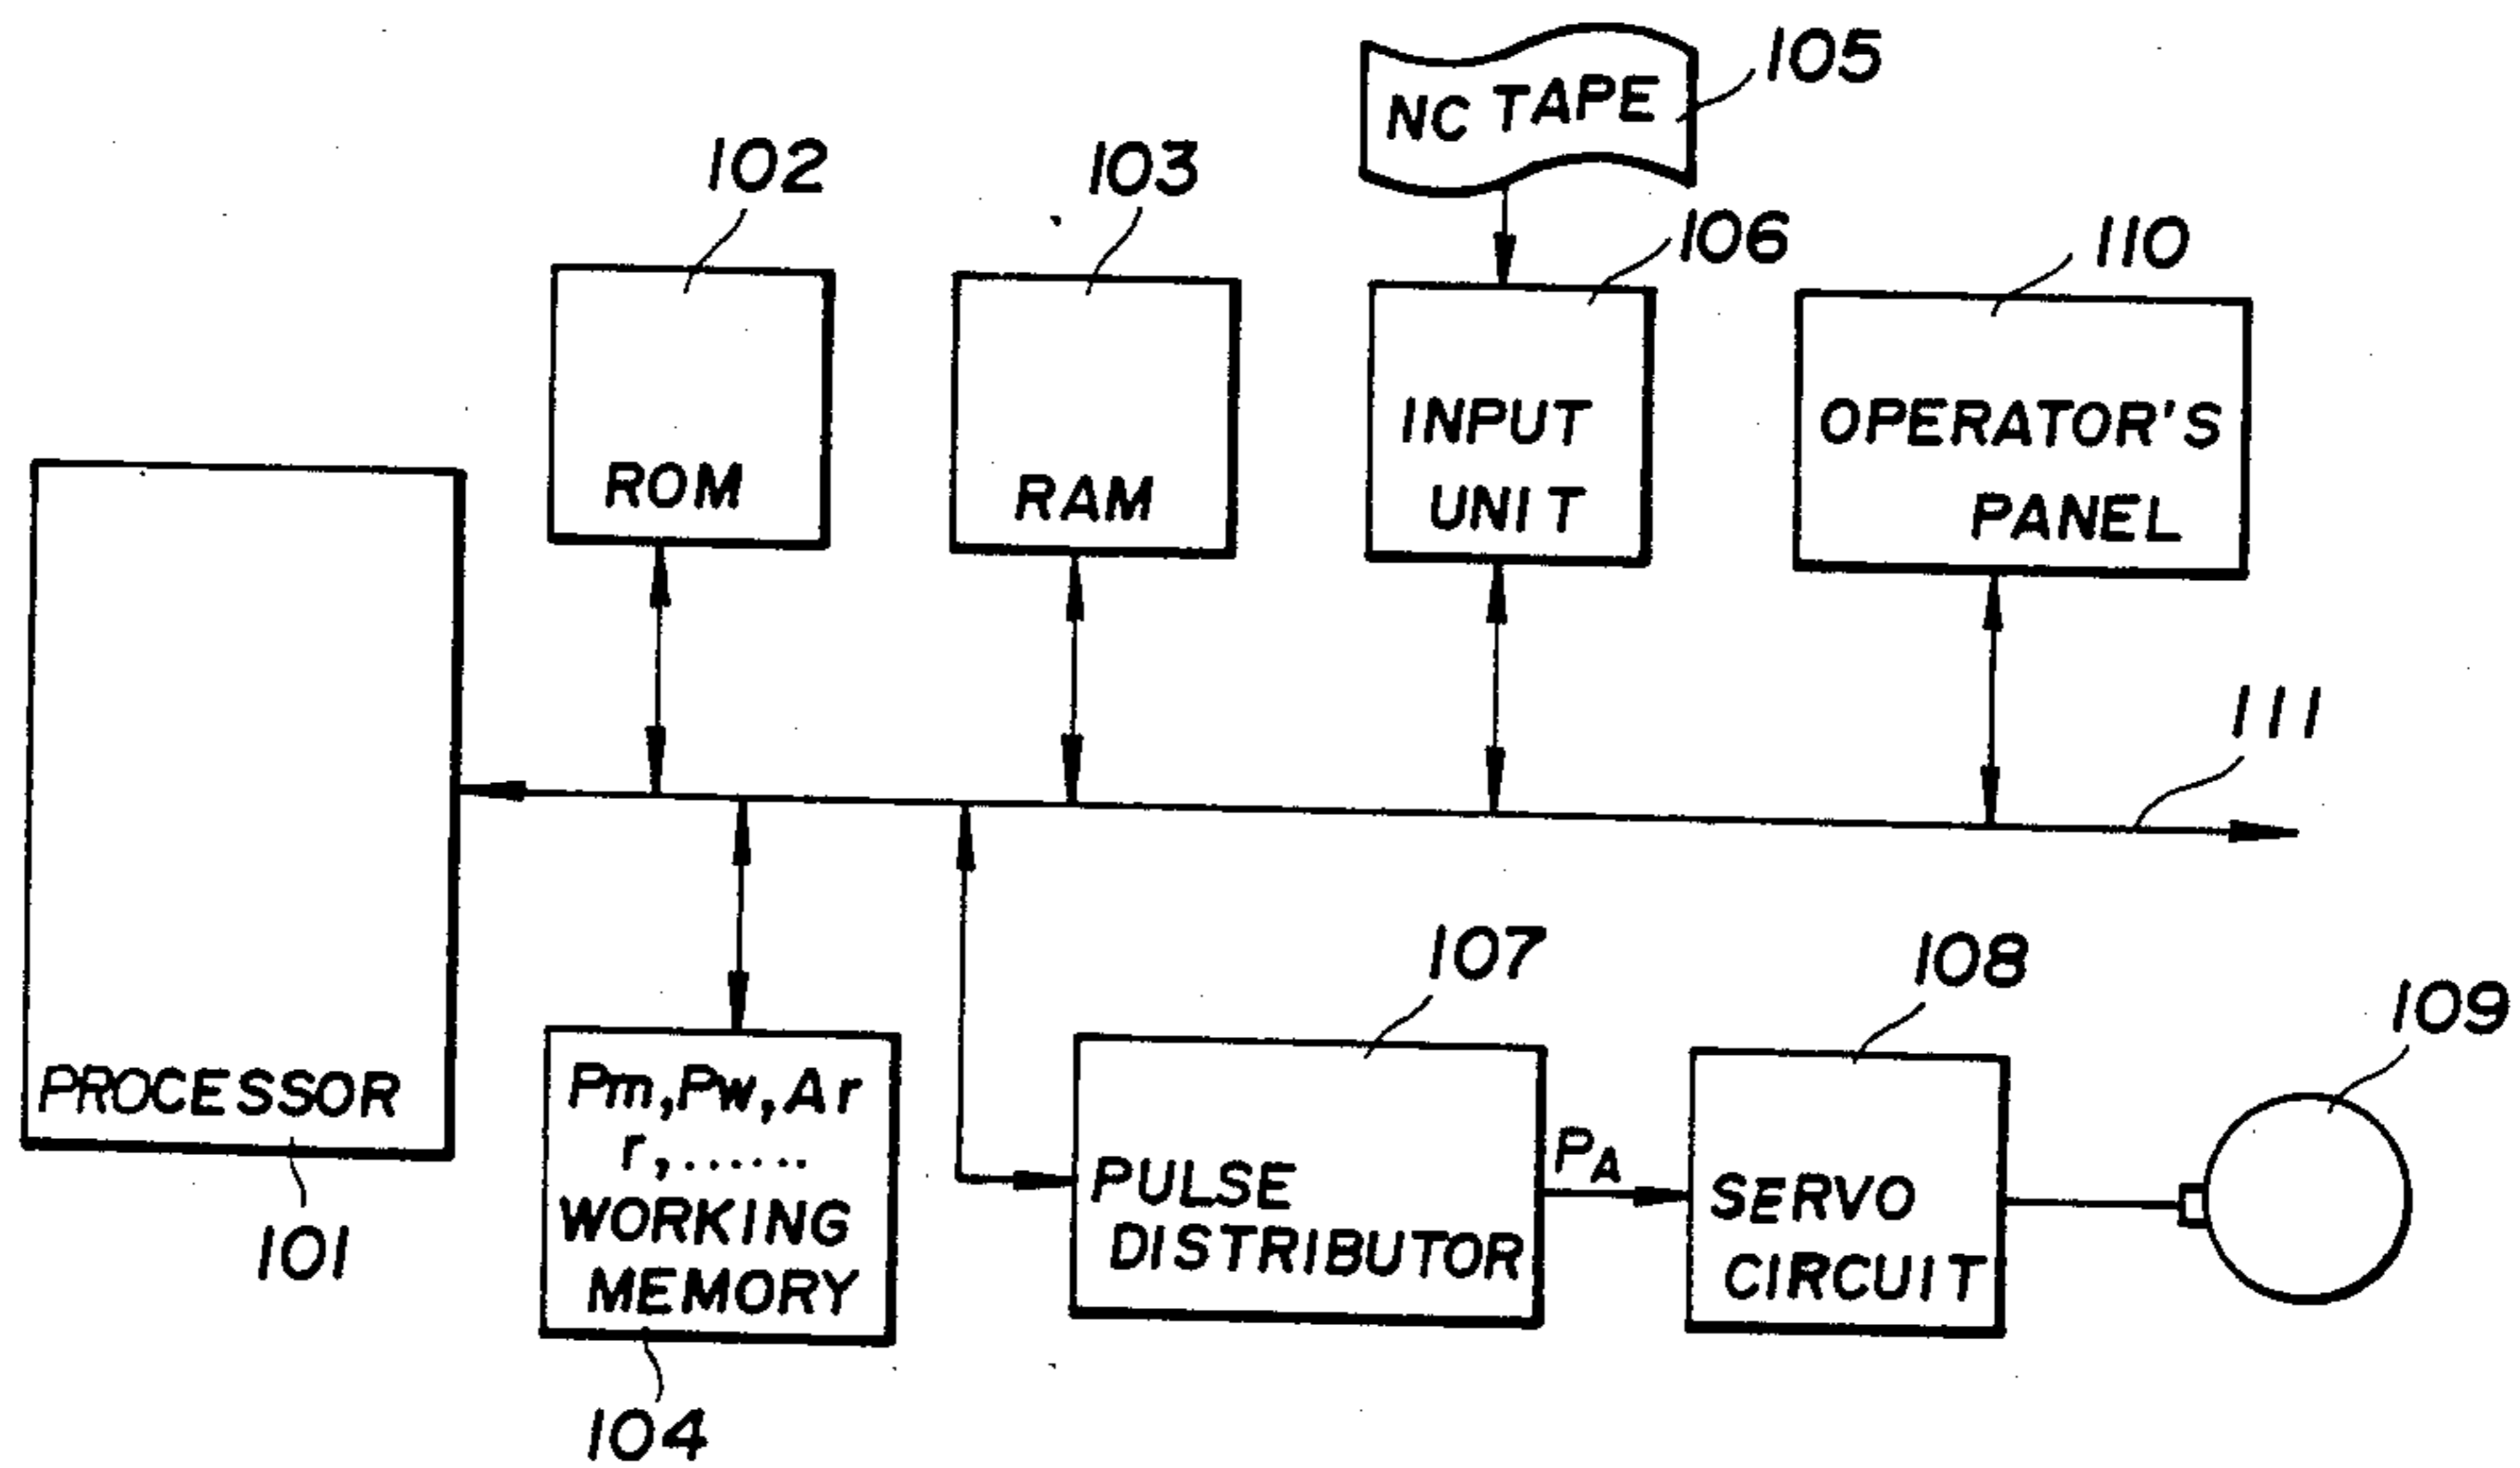 105
NC TAPE
102
103
106
110
ROM
RAM
INPUT
UNIT
OPERATOR'S
PANEL
111
107
108
109
PROCESSOR
Pm,Pw,Ar
r,......
WORKING
MEMORY
PULSE
DISTRIBUTOR
PA
SERVO
CIRCUIT
101
104